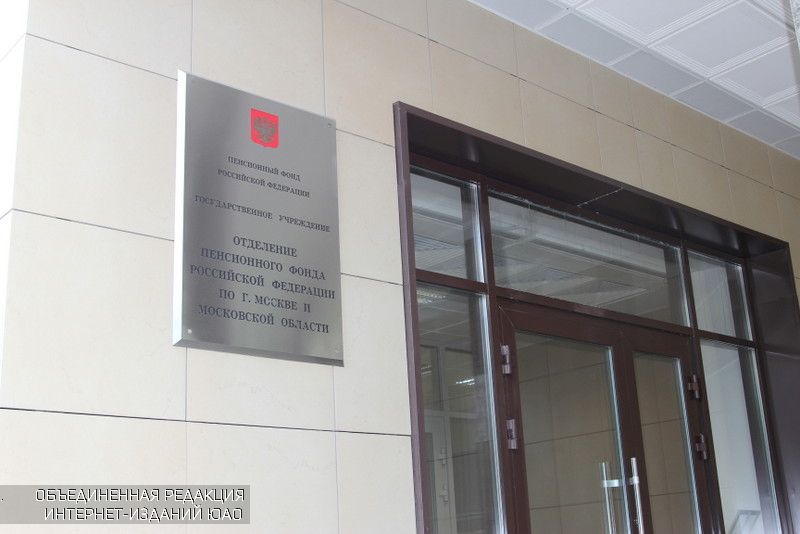 ПЕНСИОННЫЙ ФОНД
РОССИЙСКОЙ ФЕДЕРАЦИИ
ГОСУДАРСТВЕННОЕ УЧРЕЖДЕНИЕ
ОТДЕЛЕНИЕ
ПЕНСИОННОГО ФОНДА
РОССИЙСКОЙ ФЕДЕРАЦИИ
ПО Г. МОСКВЕ И
МОСКОВСКОЙ ОБЛАСТИ
. ОБЪЕДИНЕННАЯ РЕДАКЦИЯ
ИНТЕРНЕТ-ИЗДАНИЙ ЮАО